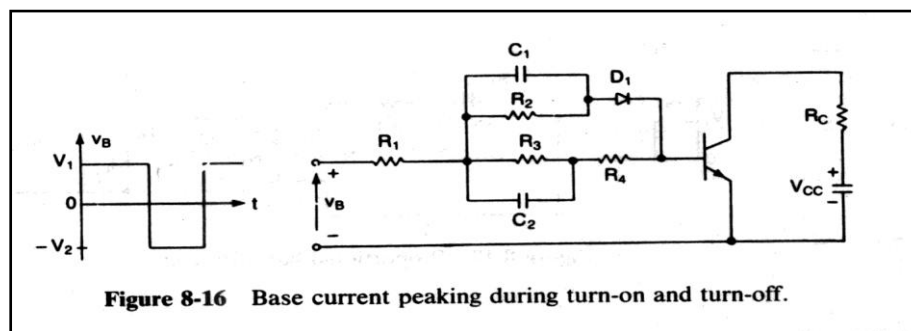 C₁
D₁
R₂
v_B
R_C
V₁
R₁
R₃
+
R₄
+
0
t
v_B
V_CC
C₂
-
-
- V₂
Figure 8-16 Base current peaking during turn-on and turn-off.